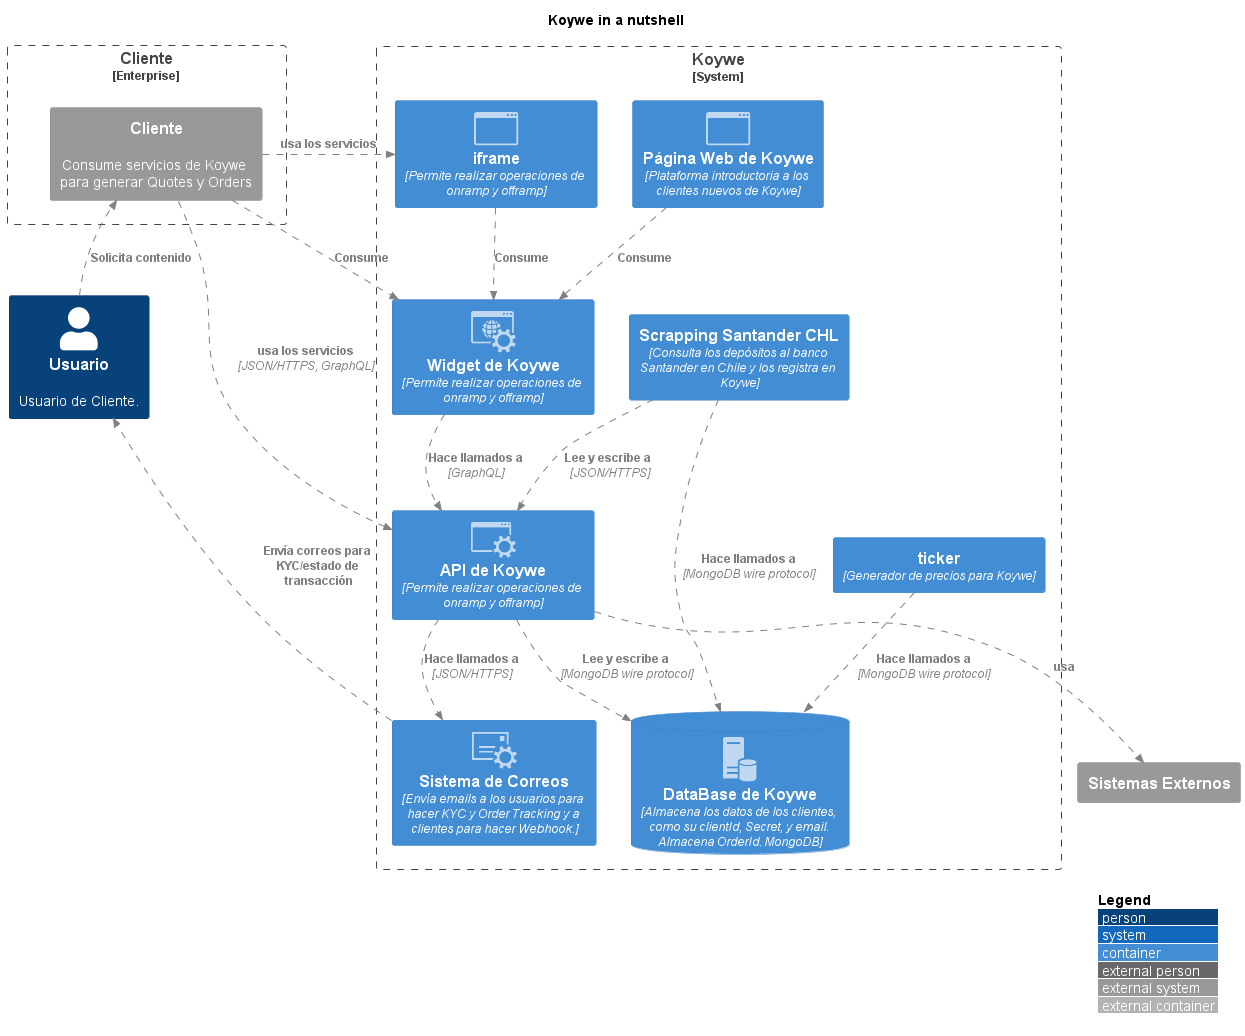 Koywe in a nutshell
Cliente
[Enterprise]
Cliente
Consume servicios de Koywe
para generar Quotes y Orders
Koywe
[System]
usa los servicios
iframe
[Permite realizar operaciones de
onramp y offramp]
Página Web de Koywe
[Plataforma introductoria a los
clientes nuevos de Koywe]
Solicita contenido
Consume
Consume
Consume
Usuario
Usuario de Cliente.
usa los servicios
[JSON/HTTPS, GraphQL]
Widget de Koywe
[Permite realizar operaciones de
onramp y offramp]
Scrapping Santander CHL
[Consulta los depósitos al banco
Santander en Chile y los registra en
Koywe]
Hace llamados a
[GraphQL]
Lee y escribe a
[JSON/HTTPS]
Envía correos para
KYC/estado de
transacción
API de Koywe
[Permite realizar operaciones de
onramp y offramp]
Hace llamados a
[MongoDB wire protocol]
ticker
[Generador de precios para Koywe]
Hace llamados a
[JSON/HTTPS]
Lee y escribe a
[MongoDB wire protocol]
Hace llamados a
[MongoDB wire protocol]
usa
Sistema de Correos
[Envía emails a los usuarios para
hacer KYC y Order Tracking y a
clientes para hacer Webhook.]
DataBase de Koywe
[Almacena los datos de los clientes,
como su clientId, Secret, y email.
Almacena OrderId. MongoDB]
Sistemas Externos
Legend
person
system
container
external person
external system
external container